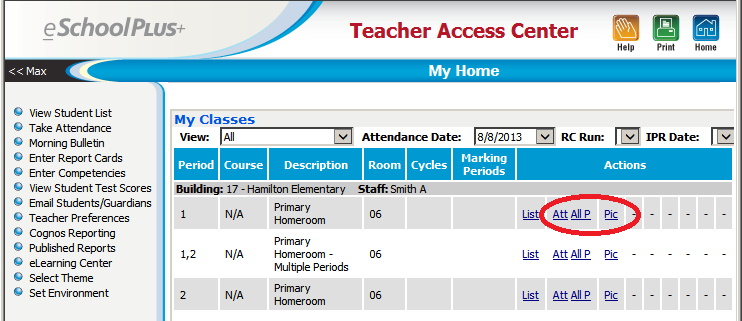 eSchoolPLUS+
Teacher Access Center
Help Print Home
<< Max
My Home
View Student List
Take Attendance
Morning Bulletin
Enter Report Cards
Enter Competencies
View Student Test Scores
Email Students/Guardians
Teacher Preferences
Cognos Reporting
Published Reports
eLearning Center
Select Theme
Set Environment
My Classes
View: All Attendance Date: 8/8/2013 RC Run: IPR Date:
Period Course Description Room Cycles Marking Periods Actions
Building: 17 - Hamilton Elementary Staff: Smith A
1 N/A Primary Homeroom 06 List Att All P Pic - - - - - -
1,2 N/A Primary Homeroom - Multiple Periods 06 List Att All P Pic - - - - - -
2 N/A Primary Homeroom 06 List Att All P Pic - - - - - -